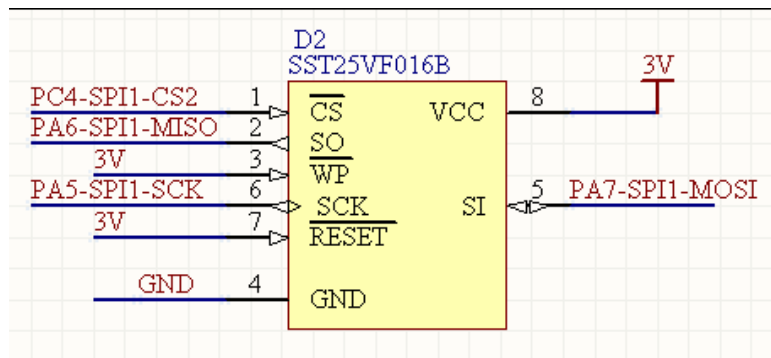 D2
SST25VF016B
PC4-SPI1-CS2 1 CS VCC 8 3V
PA6-SPI1-MISO 2 SO
3V 3 WP
PA5-SPI1-SCK 6 SCK SI 5 PA7-SPI1-MOSI
3V 7 RESET
GND 4 GND